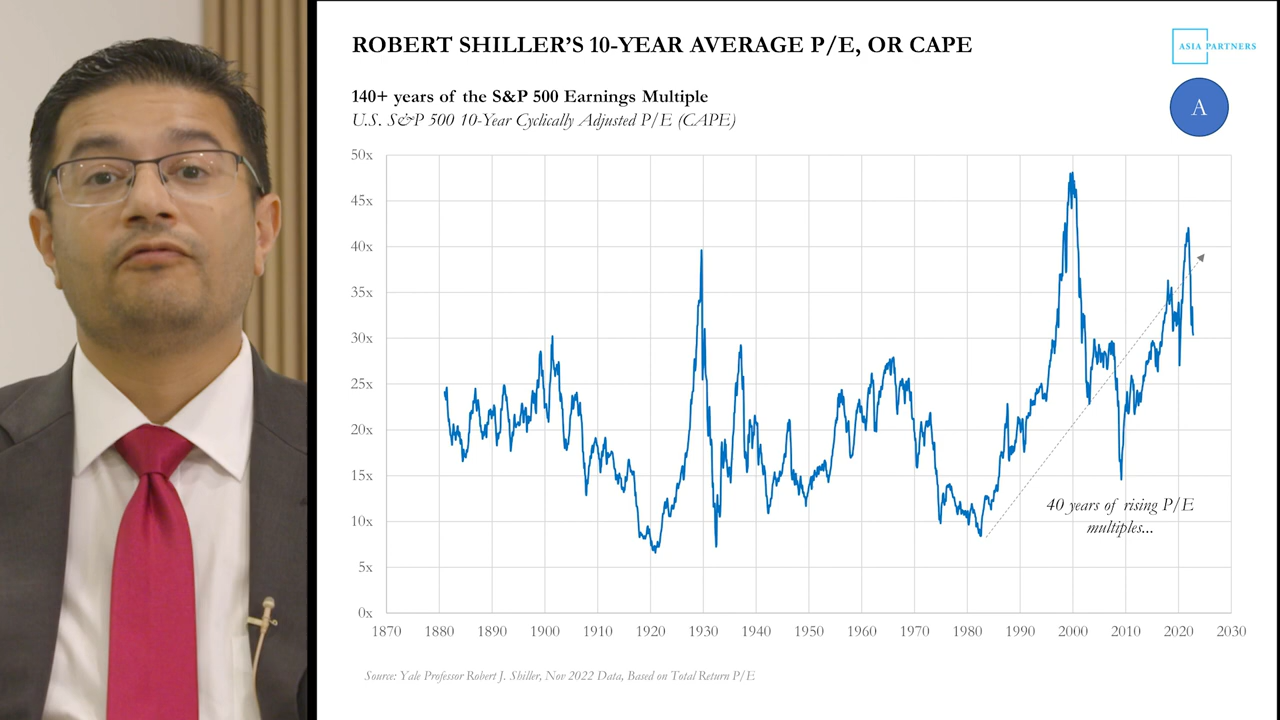 ROBERT SHILLER'S 10-YEAR AVERAGE P/E, OR CAPE
ASIA PARTNERS
140+ years of the S&P 500 Earnings Multiple
U.S. S&P 500 10-Year Cyclically Adjusted P/E (CAPE)
A
50x
45x
40x
35x
30x
25x
20x
15x
10x
5x
0x
40 years of rising P/E
multiples...
1870 1880 1890 1900 1910 1920 1930 1940 1950 1960 1970 1980 1990 2000 2010 2020 2030
Source: Yale Professor Robert J. Shiller, Nov 2022 Data, Based on Total Return P/E